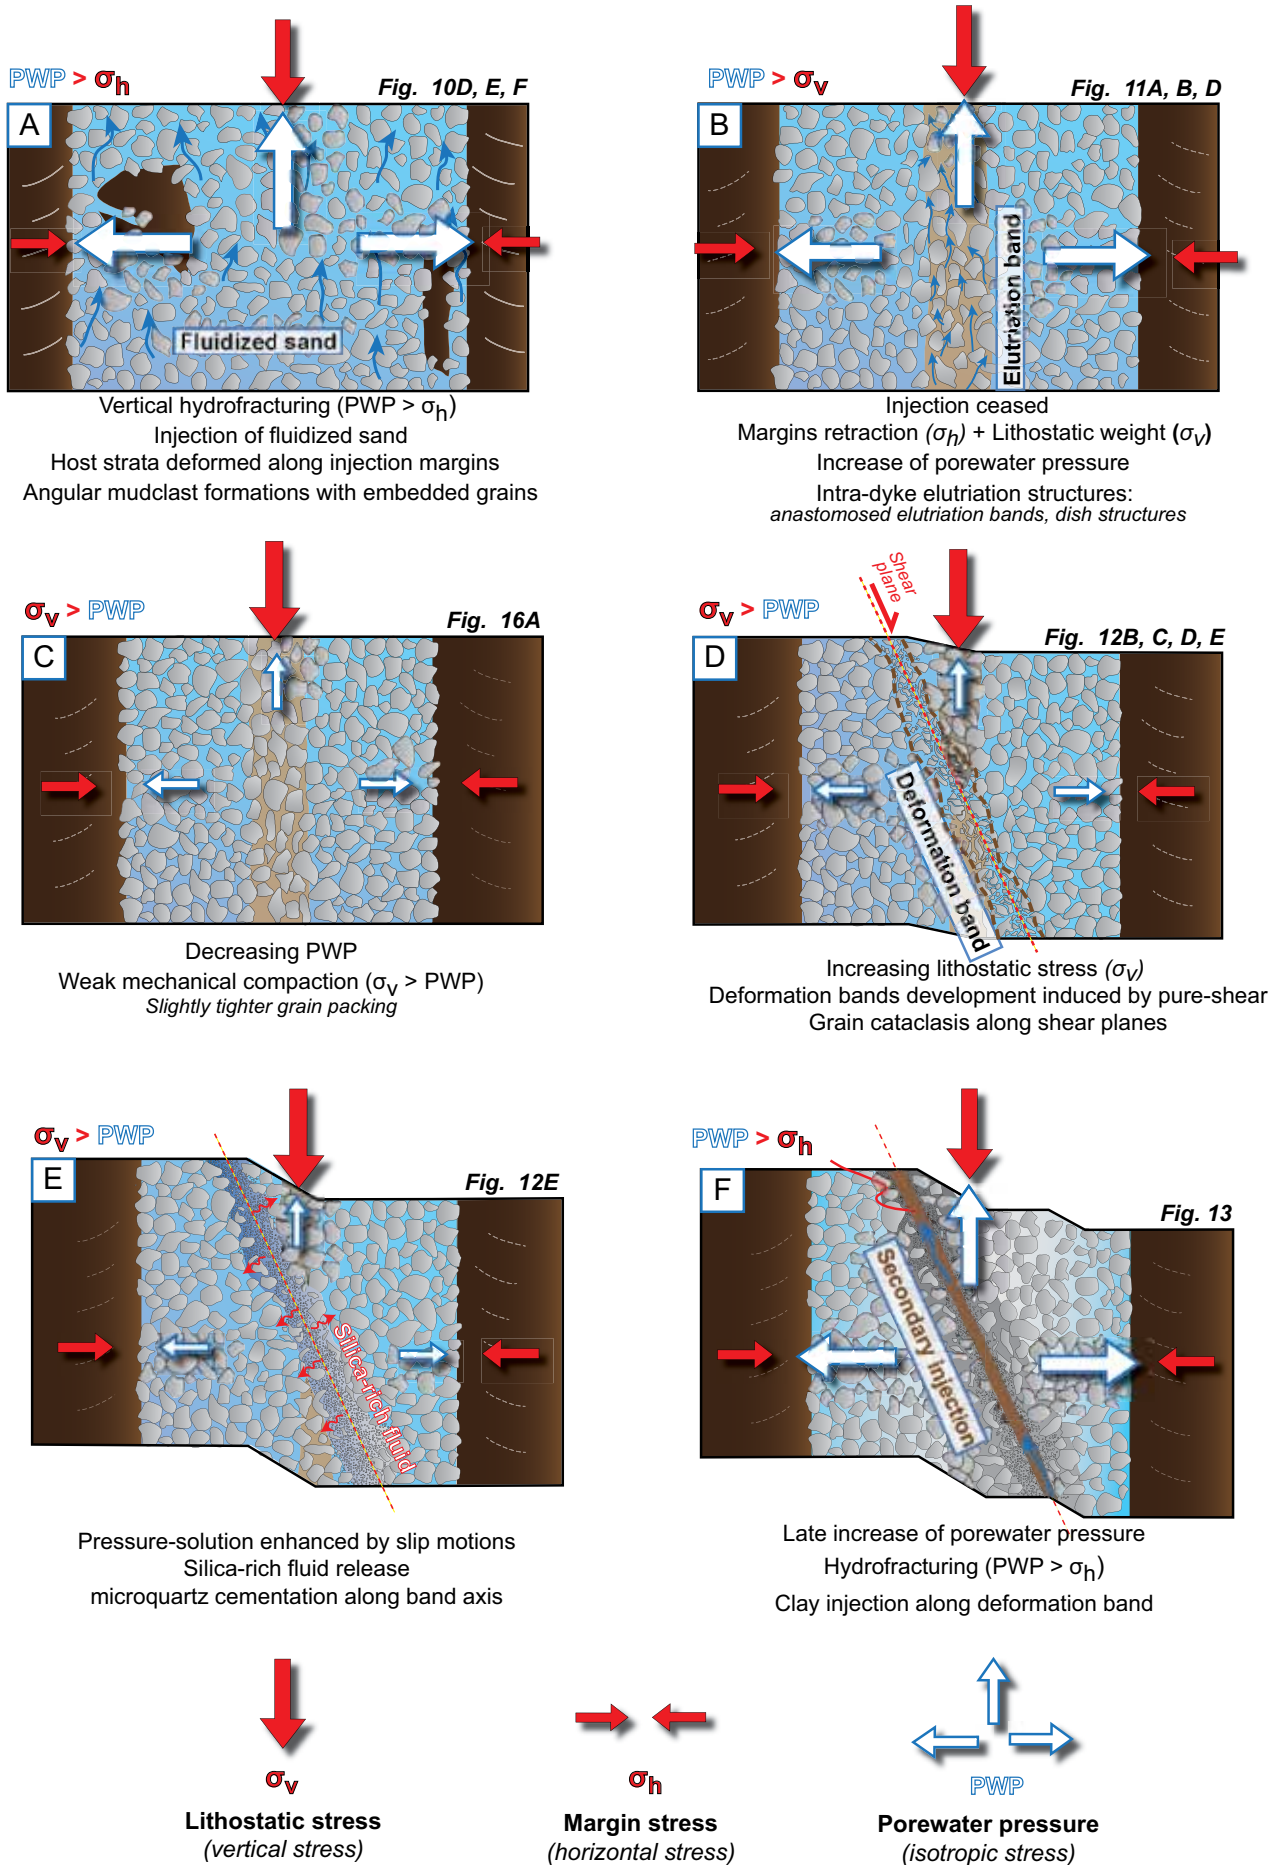 PWP > σh
Fig. 10D, E, F
A
Fluidized sand
Vertical hydrofracturing (PWP > σh)
Injection of fluidized sand
Host strata deformed along injection margins
Angular mudclast formations with embedded grains
PWP > σv
Fig. 11A, B, D
B
Elutriation band
Injection ceased
Margins retraction (σh) + Lithostatic weight (σv)
Increase of porewater pressure
Intra-dyke elutriation structures:
anastomosed elutriation bands, dish structures
σv > PWP
Fig. 16A
C
Decreasing PWP
Weak mechanical compaction (σv > PWP)
Slightly tighter grain packing
σv > PWP
Shear
plane
Fig. 12B, C, D, E
D
Deformation band
Increasing lithostatic stress (σv)
Deformation bands development induced by pure-shear
Grain cataclasis along shear planes
σv > PWP
E
Fig. 12E
Silica-rich fluid
Pressure-solution enhanced by slip motions
Silica-rich fluid release
microquartz cementation along band axis
PWP > σh
F
Fig. 13
Secondary injection
Late increase of porewater pressure
Hydrofracturing (PWP > σh)
Clay injection along deformation band
σv
Lithostatic stress
(vertical stress)
σh
Margin stress
(horizontal stress)
PWP
Porewater pressure
(isotropic stress)